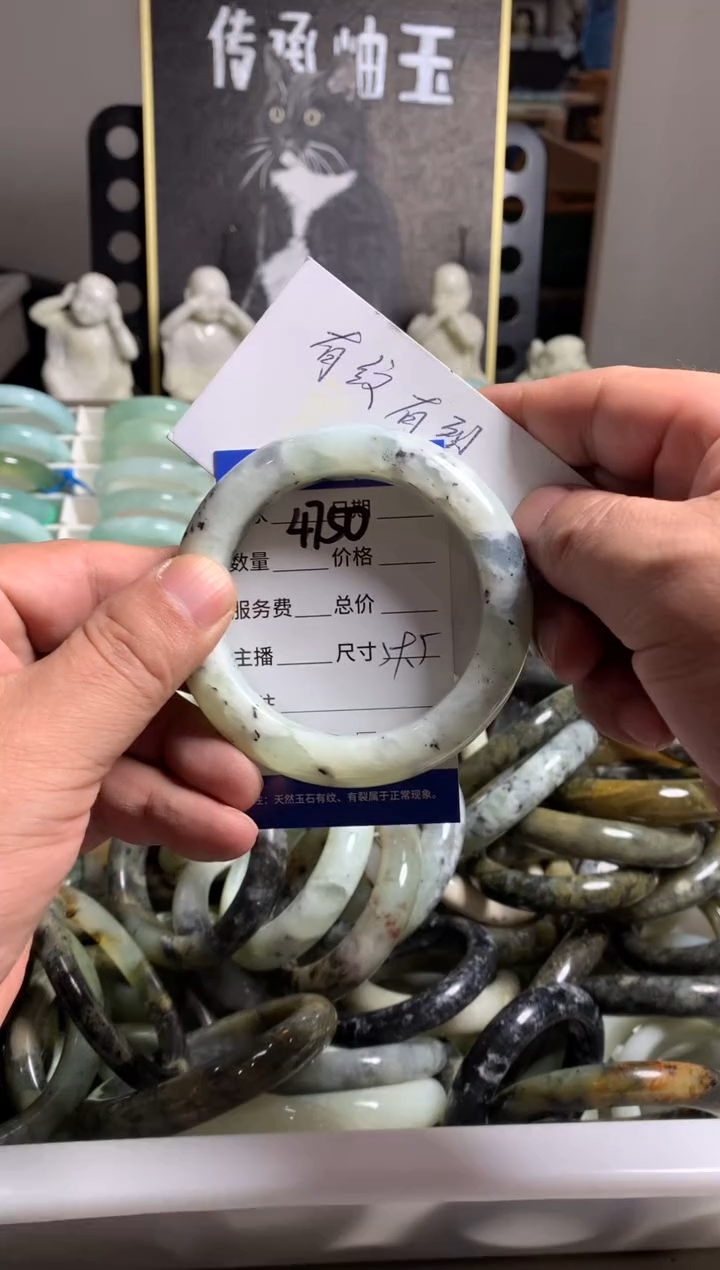 传承岫玉
有纹有裂
4750
日期
数量 价格
服务费 总价
主播 尺寸
注
注：天然玉石有纹、有裂属于正常现象。